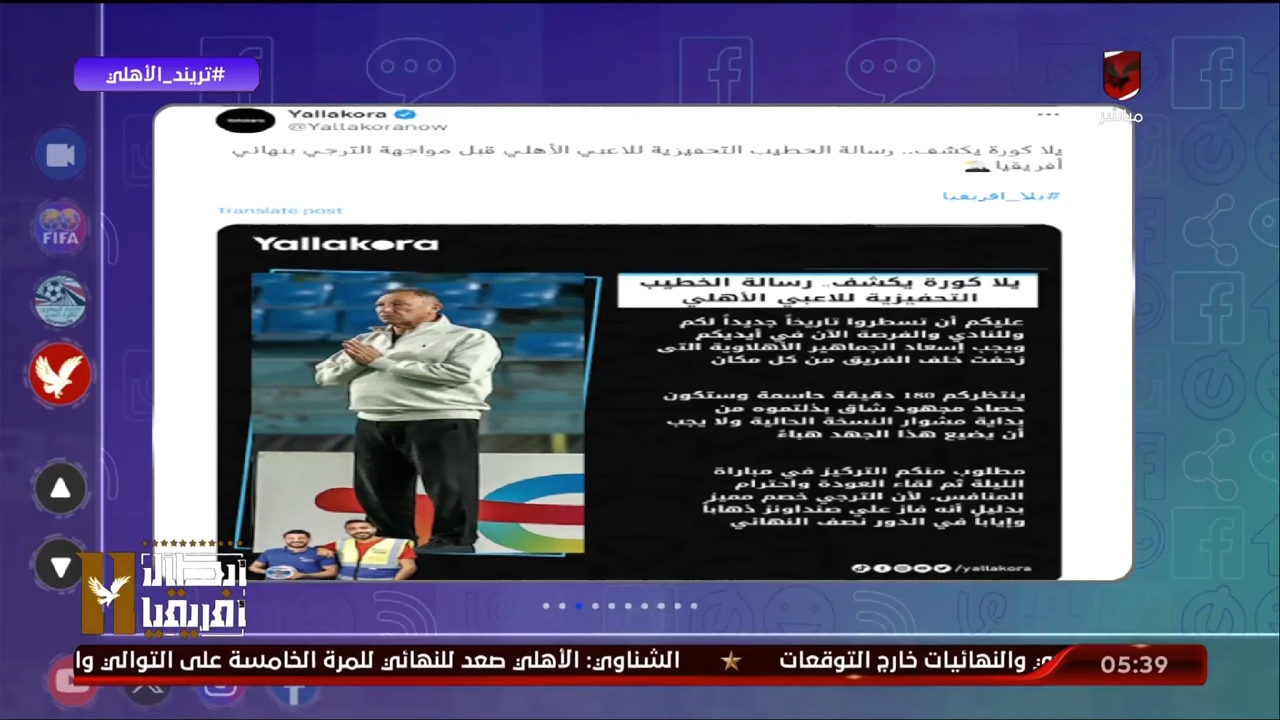 #تريند_الأهلي
مباشر
Yallakora
@Yallakoranow
يلا كورة يكشف.. رسالة الخطيب التحفيزية للاعبي الأهلي قبل مواجهة الترجي بنهائي
أفريقيا
#يلا_افريقيا
Translate post
Yallakora
يلا كورة يكشف.. رسالة الخطيب
التحفيزية للاعبي الأهلي
عليكم أن تسطروا تاريخاً جديداً لكم
وللنادي والفرصة الآن في أيديكم
ويجب إسعاد الجماهير الأهلاوية التى
زحفت خلف الفريق من كل مكان
ينتظركم 180 دقيقة حاسمة وستكون
حصاد مجهود شاق بذلتموه من
بداية مشوار النسخة الحالية ولا يجب
أن يضيع هذا الجهد هباءً
مطلوب منكم التركيز في مباراة
الليلة ثم لقاء العودة واحترام
المنافس، لأن الترجي خصم مميز
بدليل أنه فاز علي صنداونز ذهاباً
وإياباً في الدور نصف النهائي
/yallakora
FIFA
أبطال
أفريقيا
والنهائيات خارج التوقعات ★ الشناوي: الأهلي صعد للنهائي للمرة الخامسة على التوالي
05:39